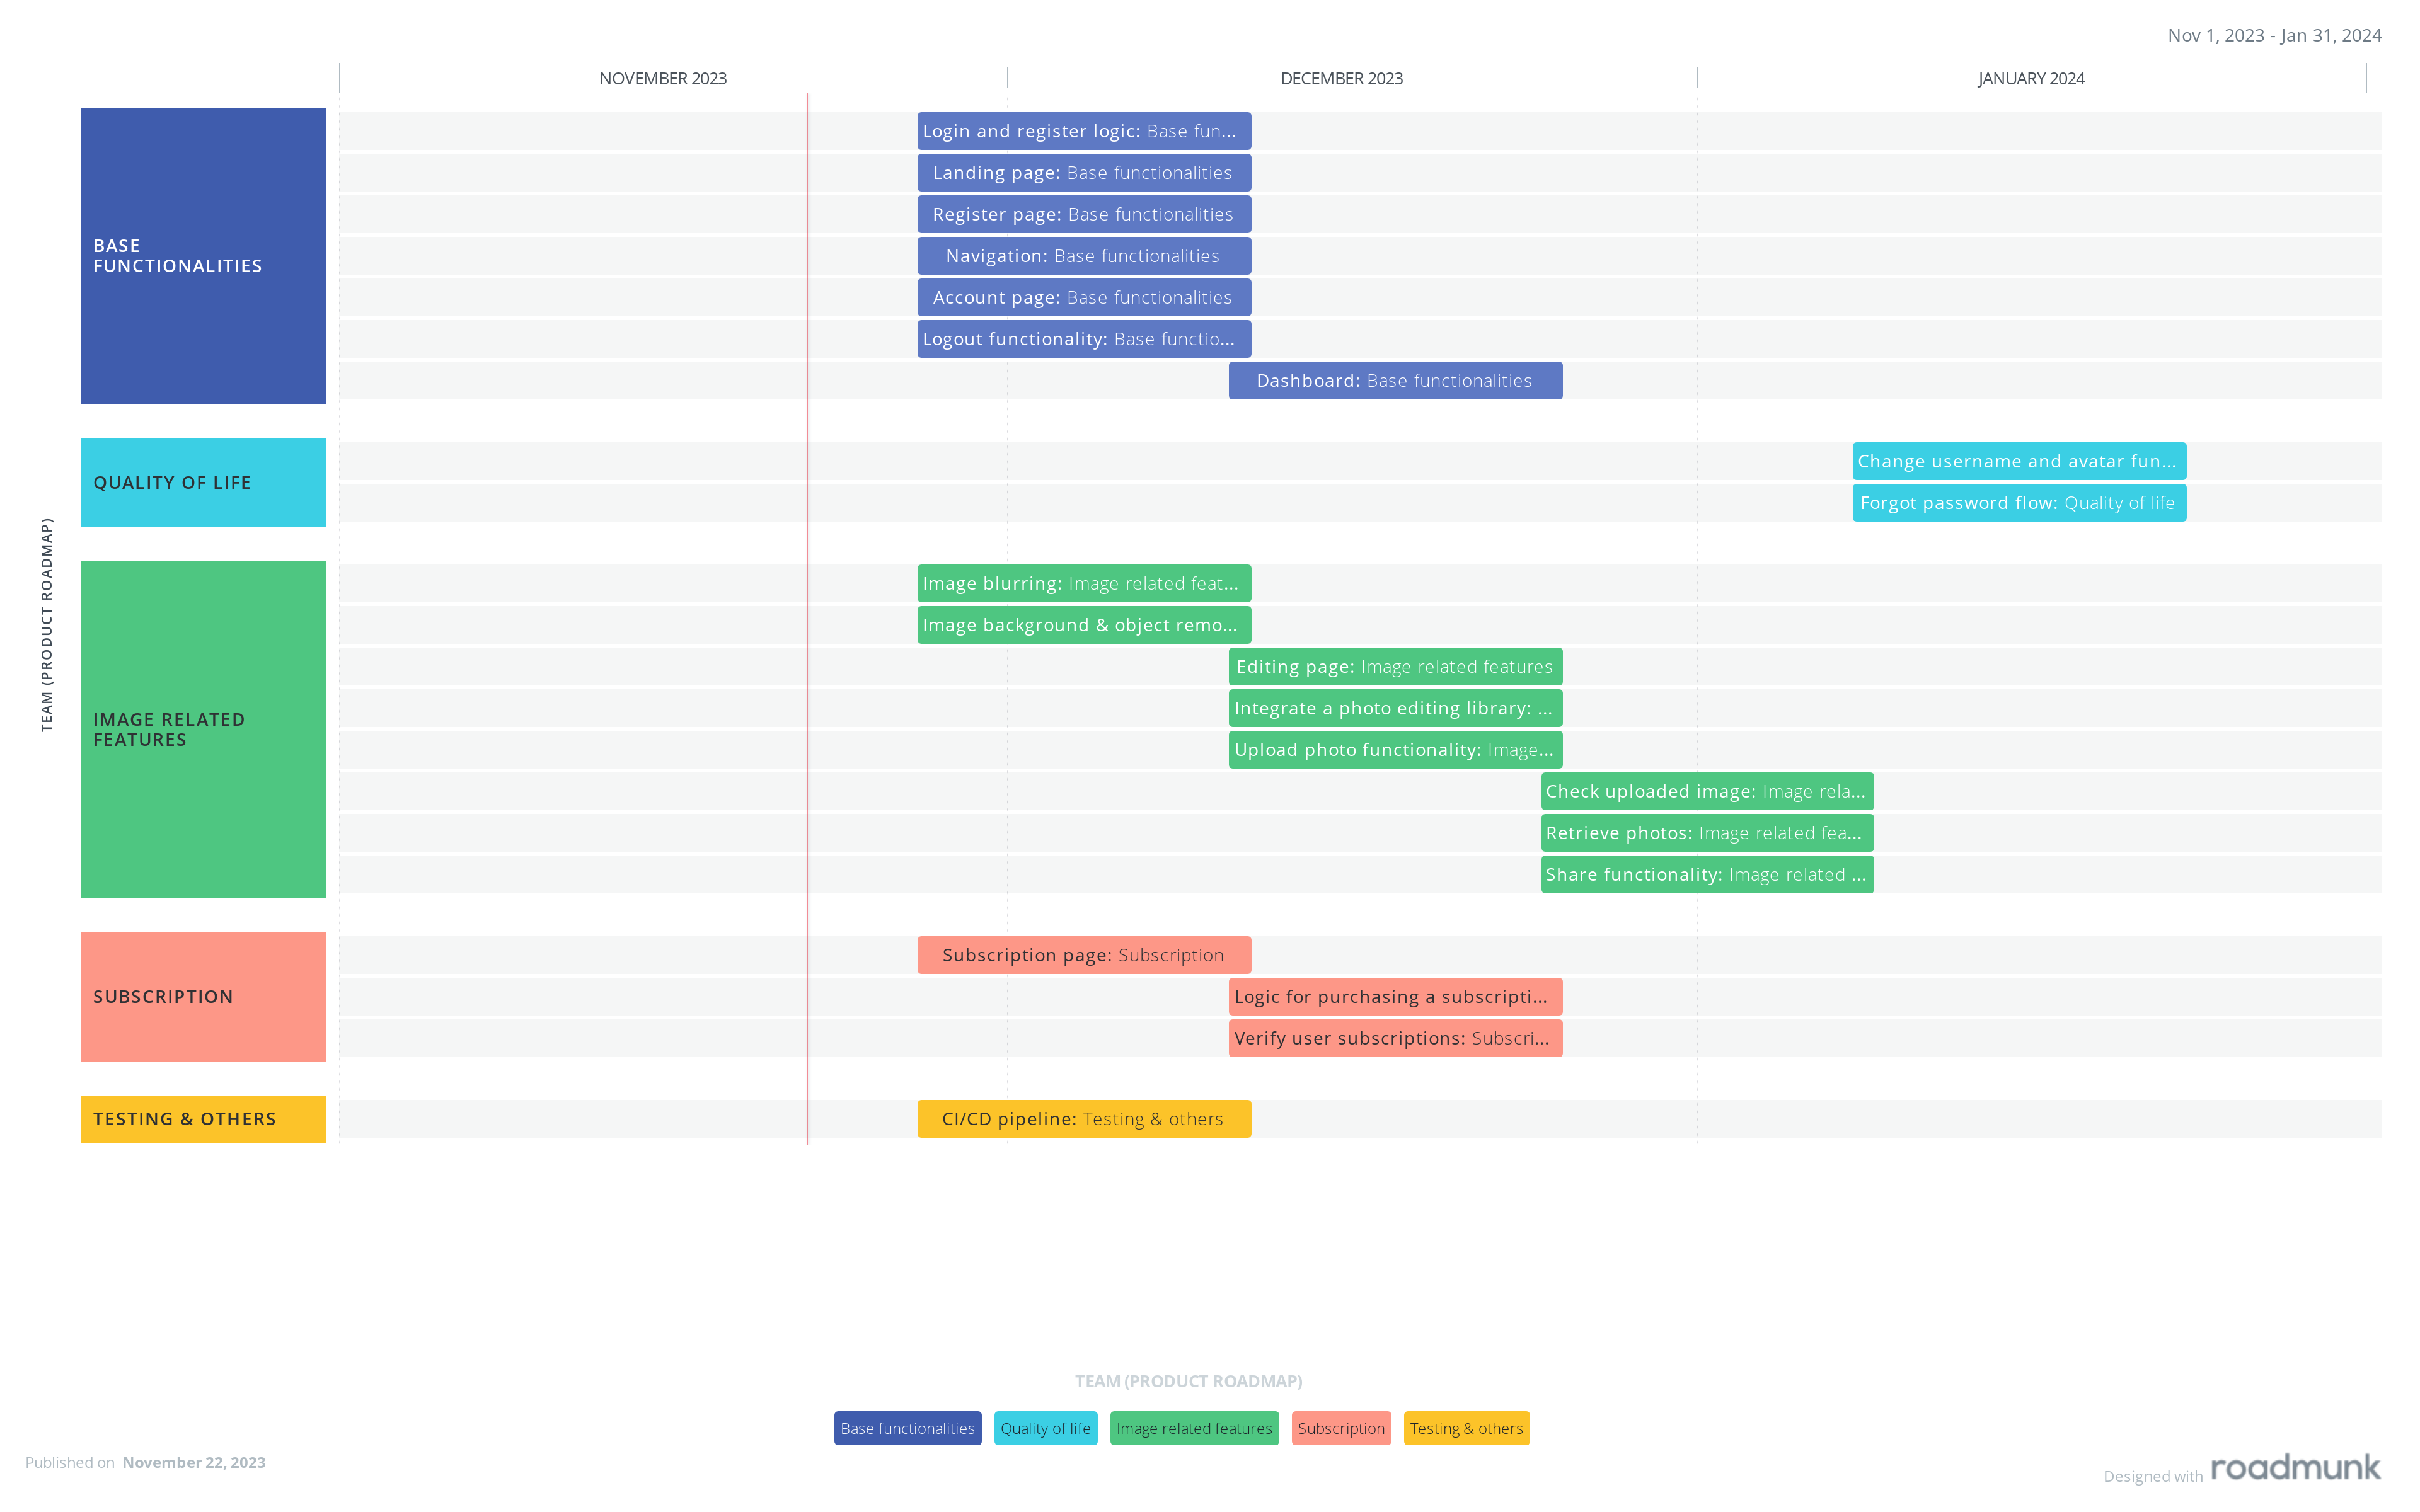 Nov 1, 2023 - Jan 31, 2024
NOVEMBER 2023
DECEMBER 2023
JANUARY 2024
TEAM (PRODUCT ROADMAP)
BASE
FUNCTIONALITIES
Login and register logic: Base fun...
Landing page: Base functionalities
Register page: Base functionalities
Navigation: Base functionalities
Account page: Base functionalities
Logout functionality: Base functio...
Dashboard: Base functionalities
QUALITY OF LIFE
Change username and avatar fun...
Forgot password flow: Quality of life
IMAGE RELATED
FEATURES
Image blurring: Image related feat...
Image background & object remo...
Editing page: Image related features
Integrate a photo editing library: ...
Upload photo functionality: Image...
Check uploaded image: Image rela...
Retrieve photos: Image related fea...
Share functionality: Image related ...
SUBSCRIPTION
Subscription page: Subscription
Logic for purchasing a subscripti...
Verify user subscriptions: Subscri...
TESTING & OTHERS
CI/CD pipeline: Testing & others
TEAM (PRODUCT ROADMAP)
Base functionalities
Quality of life
Image related features
Subscription
Testing & others
Published on November 22, 2023
Designed with roadmunk